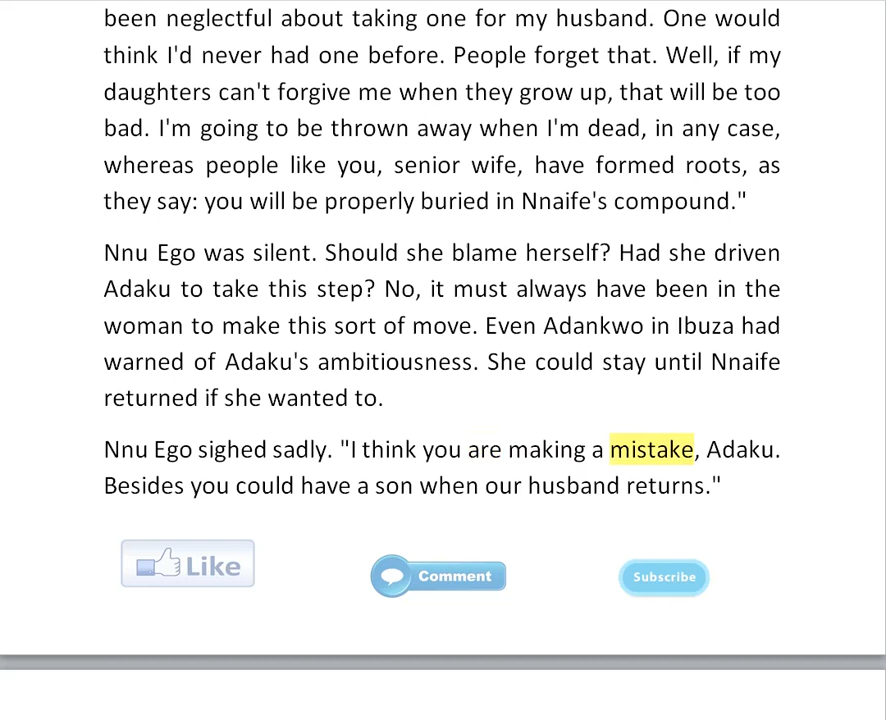 been neglectful about taking one for my husband. One would
think I'd never had one before. People forget that. Well, if my
daughters can't forgive me when they grow up, that will be too
bad. I'm going to be thrown away when I'm dead, in any case,
whereas people like you, senior wife, have formed roots, as
they say: you will be properly buried in Nnaife's compound."
Nnu Ego was silent. Should she blame herself? Had she driven
Adaku to take this step? No, it must always have been in the
woman to make this sort of move. Even Adankwo in Ibuza had
warned of Adaku's ambitiousness. She could stay until Nnaife
returned if she wanted to.
Nnu Ego sighed sadly. "I think you are making a mistake, Adaku.
Besides you could have a son when our husband returns."
Like
Comment
Subscribe